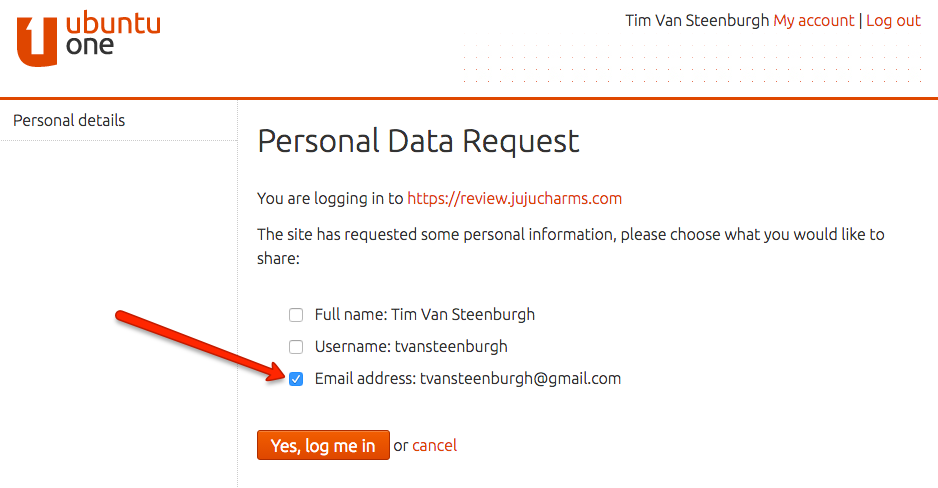 ubuntu
one
Tim Van Steenburgh My account | Log out
Personal details
Personal Data Request
You are logging in to https://review.jujucharms.com
The site has requested some personal information, please choose what you would like to
share:
Full name: Tim Van Steenburgh
Username: tvansteenburgh
Email address: tvansteenburgh@gmail.com
Yes, log me in or cancel